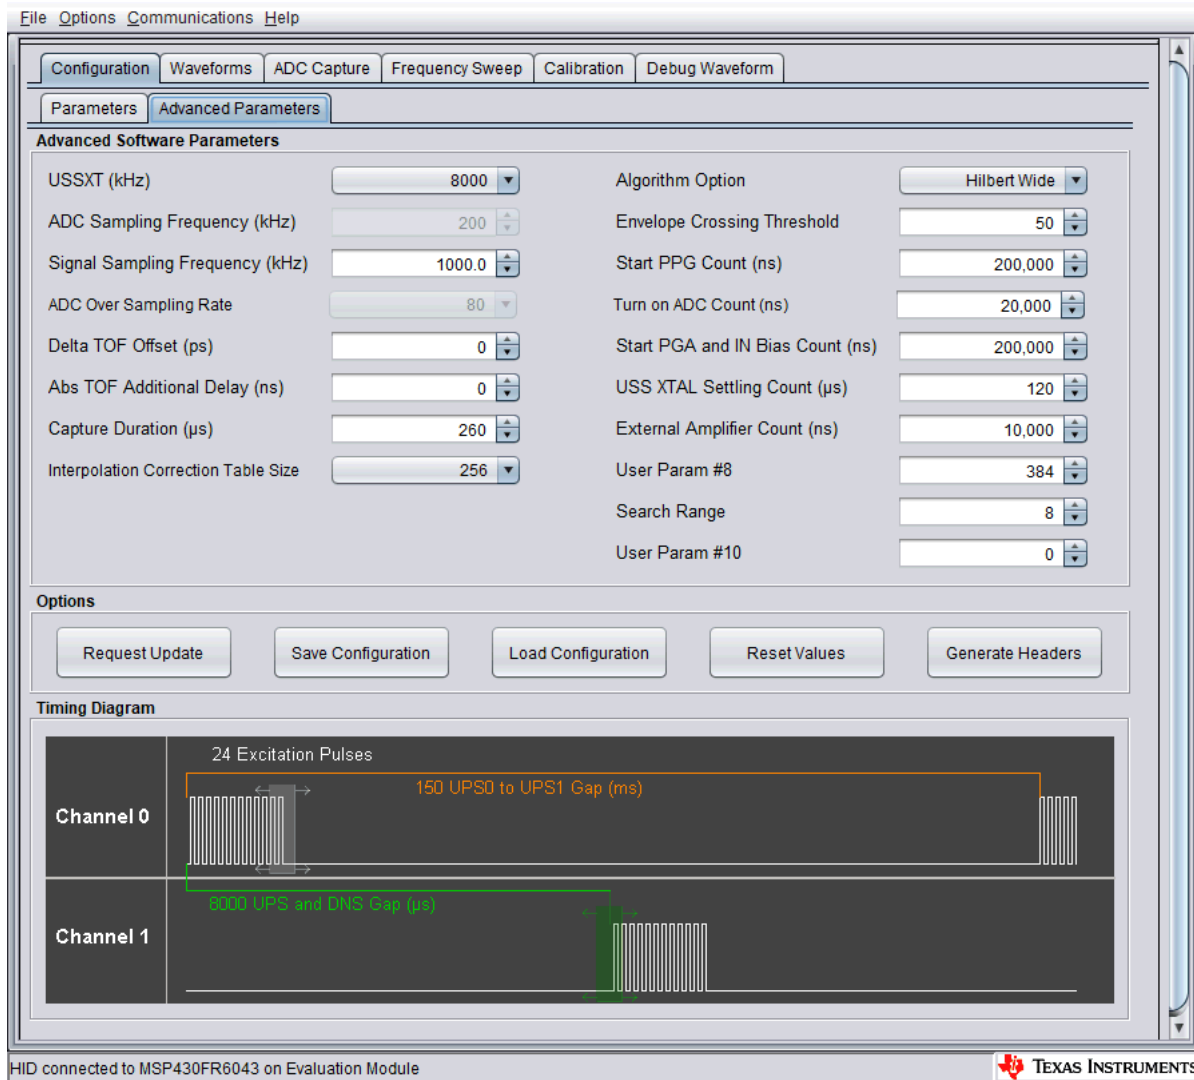 File Options Communications Help
Configuration Waveforms ADC Capture Frequency Sweep Calibration Debug Waveform
Parameters Advanced Parameters
Advanced Software Parameters
USSXT (kHz) 8000 Algorithm Option Hilbert Wide
ADC Sampling Frequency (kHz) 200 Envelope Crossing Threshold 50
Signal Sampling Frequency (kHz) 1000.0 Start PPG Count (ns) 200,000
ADC Over Sampling Rate 80 Turn on ADC Count (ns) 20,000
Delta TOF Offset (ps) 0 Start PGA and IN Bias Count (ns) 200,000
Abs TOF Additional Delay (ns) 0 USS XTAL Settling Count (µs) 120
Capture Duration (µs) 260 External Amplifier Count (ns) 10,000
Interpolation Correction Table Size 256 User Param #8 384
Search Range 8
User Param #10 0
Options
Request Update Save Configuration Load Configuration Reset Values Generate Headers
Timing Diagram
24 Excitation Pulses
150 UPS0 to UPS1 Gap (ms)
Channel 0
8000 UPS and DNS Gap (µs)
Channel 1
HID connected to MSP430FR6043 on Evaluation Module TEXAS INSTRUMENTS